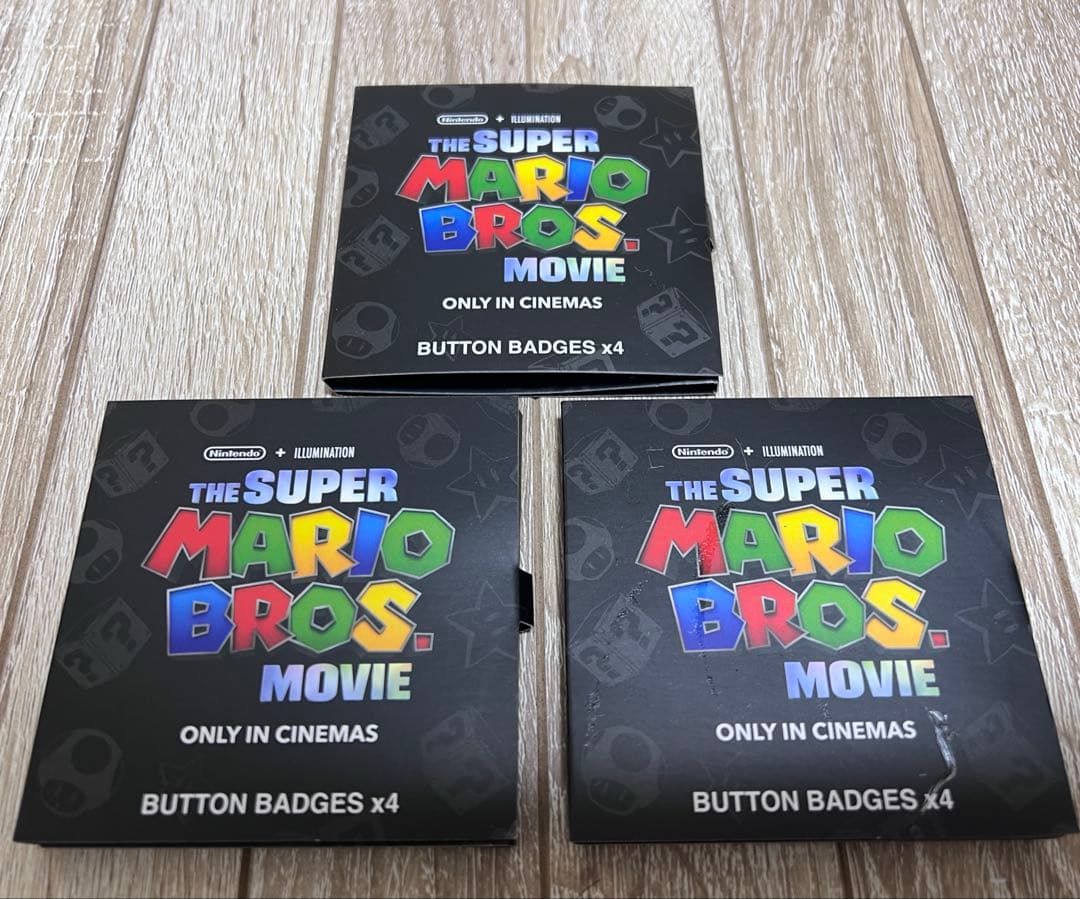 Nintendo + ILLUMINATION
THE SUPER
MARIO
BROS.
MOVIE
ONLY IN CINEMAS
BUTTON BADGES x4
Nintendo + ILLUMINATION
THE SUPER
MARIO
BROS.
MOVIE
ONLY IN CINEMAS
BUTTON BADGES x4
Nintendo + ILLUMINATION
THE SUPER
MARIO
BROS.
MOVIE
ONLY IN CINEMAS
BUTTON BADGES x4